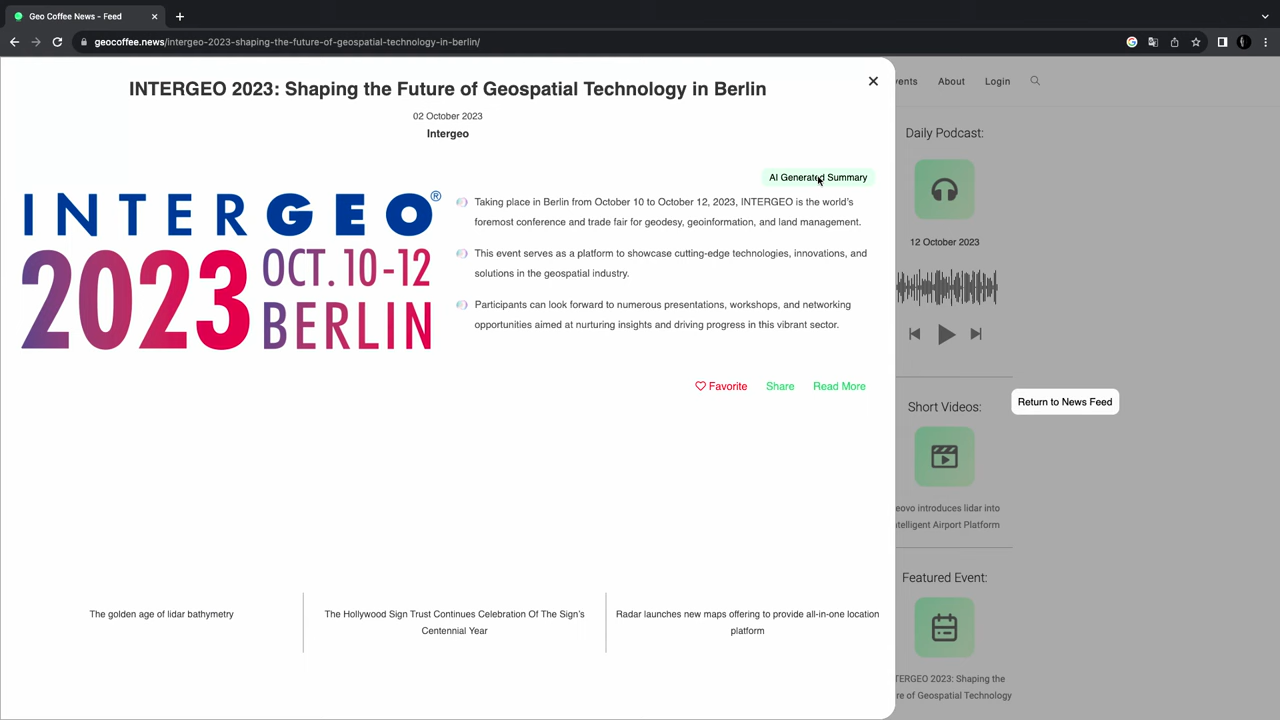 Geo Coffee News - Feed
geocoffee.news/intergeo-2023-shaping-the-future-of-geospatial-technology-in-berlin/
INTERGEO 2023: Shaping the Future of Geospatial Technology in Berlin
02 October 2023
Intergeo
AI Generated Summary
INTERGEO®
2023 OCT. 10-12
BERLIN
Taking place in Berlin from October 10 to October 12, 2023, INTERGEO is the world's
foremost conference and trade fair for geodesy, geoinformation, and land management.
This event serves as a platform to showcase cutting-edge technologies, innovations, and
solutions in the geospatial industry.
Participants can look forward to numerous presentations, workshops, and networking
opportunities aimed at nurturing insights and driving progress in this vibrant sector.
Favorite Share Read More
The golden age of lidar bathymetry
The Hollywood Sign Trust Continues Celebration Of The Sign's
Centennial Year
Radar launches new maps offering to provide all-in-one location
platform
vents About Login
Daily Podcast:
12 October 2023
Short Videos:
eovo introduces lidar into
telligent Airport Platform
Featured Event:
TERGEO 2023: Shaping the
re of Geospatial Technology
Return to News Feed